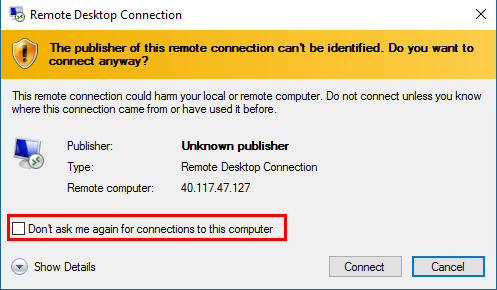 Remote Desktop Connection
The publisher of this remote connection can't be identified. Do you want to
connect anyway?
This remote connection could harm your local or remote computer. Do not connect unless you know
where this connection came from or have used it before.
Publisher: Unknown publisher
Type: Remote Desktop Connection
Remote computer: 40.117.47.127
Don't ask me again for connections to this computer
Show Details
Connect
Cancel